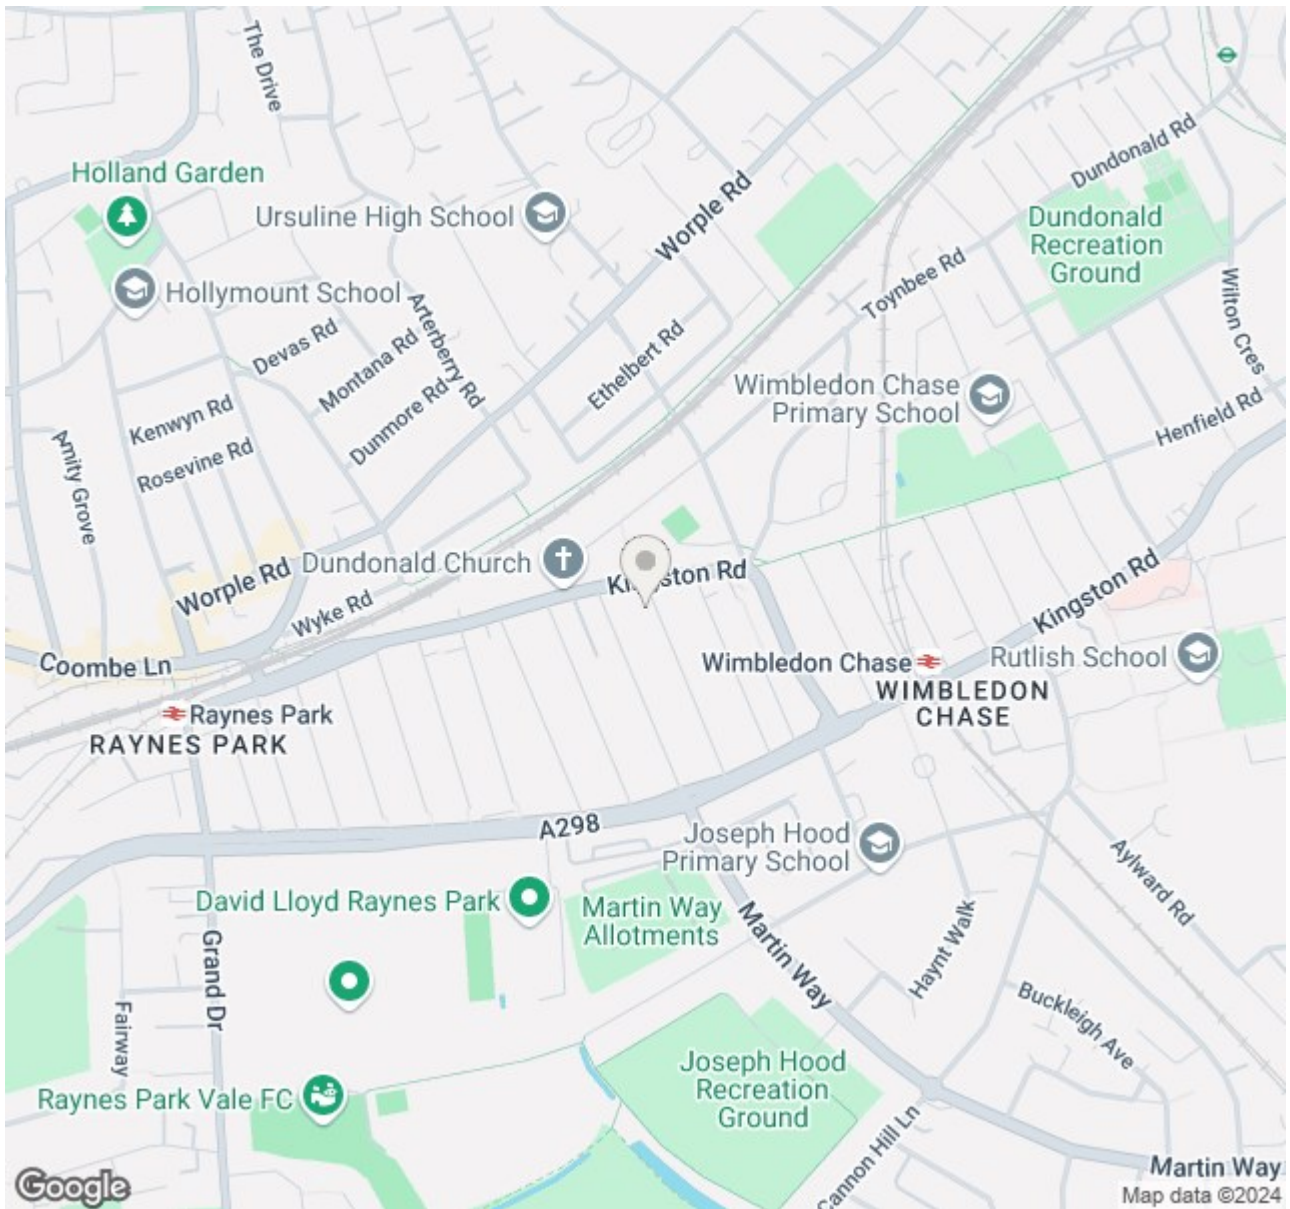 The Drive
Dundonald Rd
Holland Garden
Ursuline High School
Worple Rd
Dundonald
Recreation
Ground
Toynbee Rd
Hollymount School
Arterberry Rd
Wilton Cres
Devas Rd
Montana Rd
Ethelbert Rd
Wimbledon Chase
Primary School
Kenwyn Rd
Dunmore Rd
Henfield Rd
Amity Grove
Rosevine Rd
Dundonald Church
Kingston Rd
Worple Rd
Wyke Rd
Kingston Rd
Coombe Ln
Wimbledon Chase
Rutlish School
WIMBLEDON
CHASE
Raynes Park
RAYNES PARK
A298
Joseph Hood
Primary School
Aylward Rd
David Lloyd Raynes Park
Martin Way
Allotments
Martin Way
Haynt Walk
Grand Dr
Fairway
Buckleigh Ave
Joseph Hood
Recreation
Ground
Raynes Park Vale FC
Cannon Hill Ln
Martin Way
Google
Map data ©2024